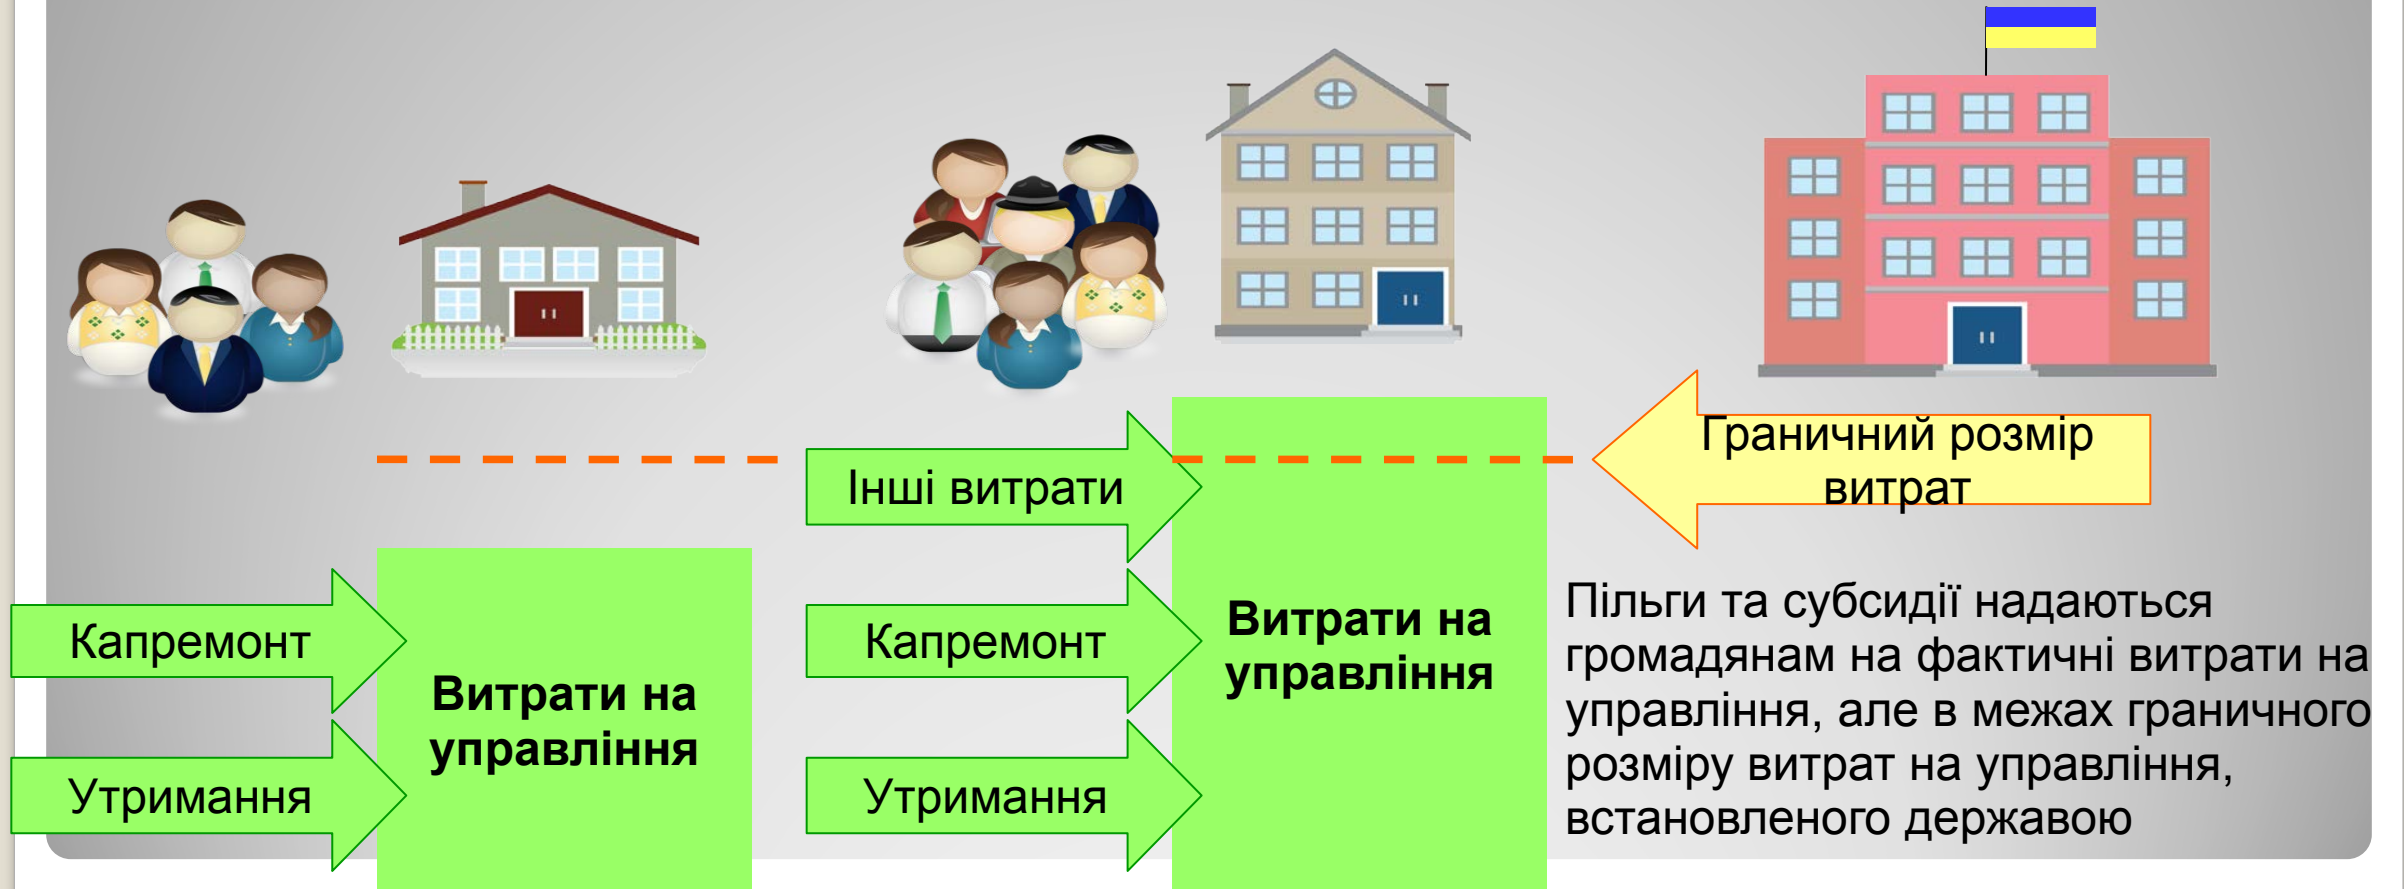 Капремонт
Утримання
Витрати на
управління
Інші витрати
Капремонт
Утримання
Витрати на
управління
Граничний розмір
витрат
Пільги та субсидії надаються
громадянам на фактичні витрати на
управління, але в межах граничного
розміру витрат на управління,
встановленого державою